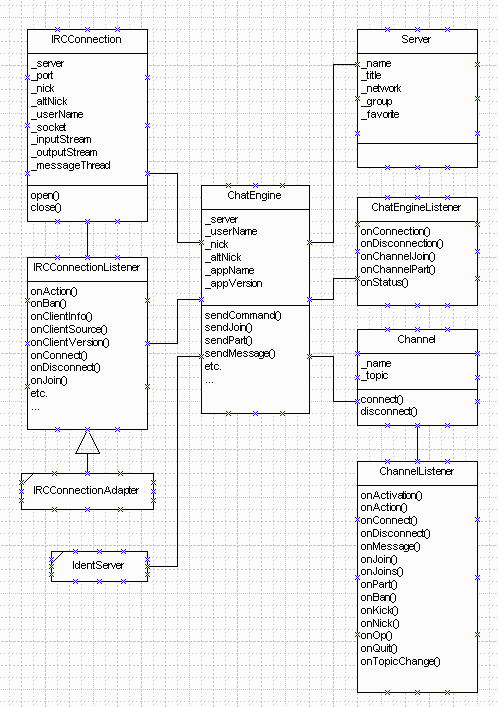 IRCConnection
_server
_port
_nick
_altNick
_userName
_socket
_inputStream
_outputStream
_messageThread
open()
close()
IRCConnectionListener
onAction()
onBan()
onClientInfo()
onClientSource()
onClientVersion()
onConnect()
onDisconnect()
onJoin()
etc.
...
IRCConnectionAdapter
IdentServer
ChatEngine
_server
_userName
_nick
_altNick
_appName
_appVersion
sendCommand()
sendJoin()
sendPart()
sendMessage()
etc.
...
Server
_name
_title
_network
_group
_favorite
ChatEngineListener
onConnection()
onDisconnection()
onChannelJoin()
onChannelPart()
onStatus()
Channel
_name
_topic
connect()
disconnect()
ChannelListener
onActivation()
onAction()
onConnect()
onDisconnect()
onMessage()
onJoin()
onJoins()
onPart()
onBan()
onKick()
onNick()
onOp()
onQuit()
onTopicChange()